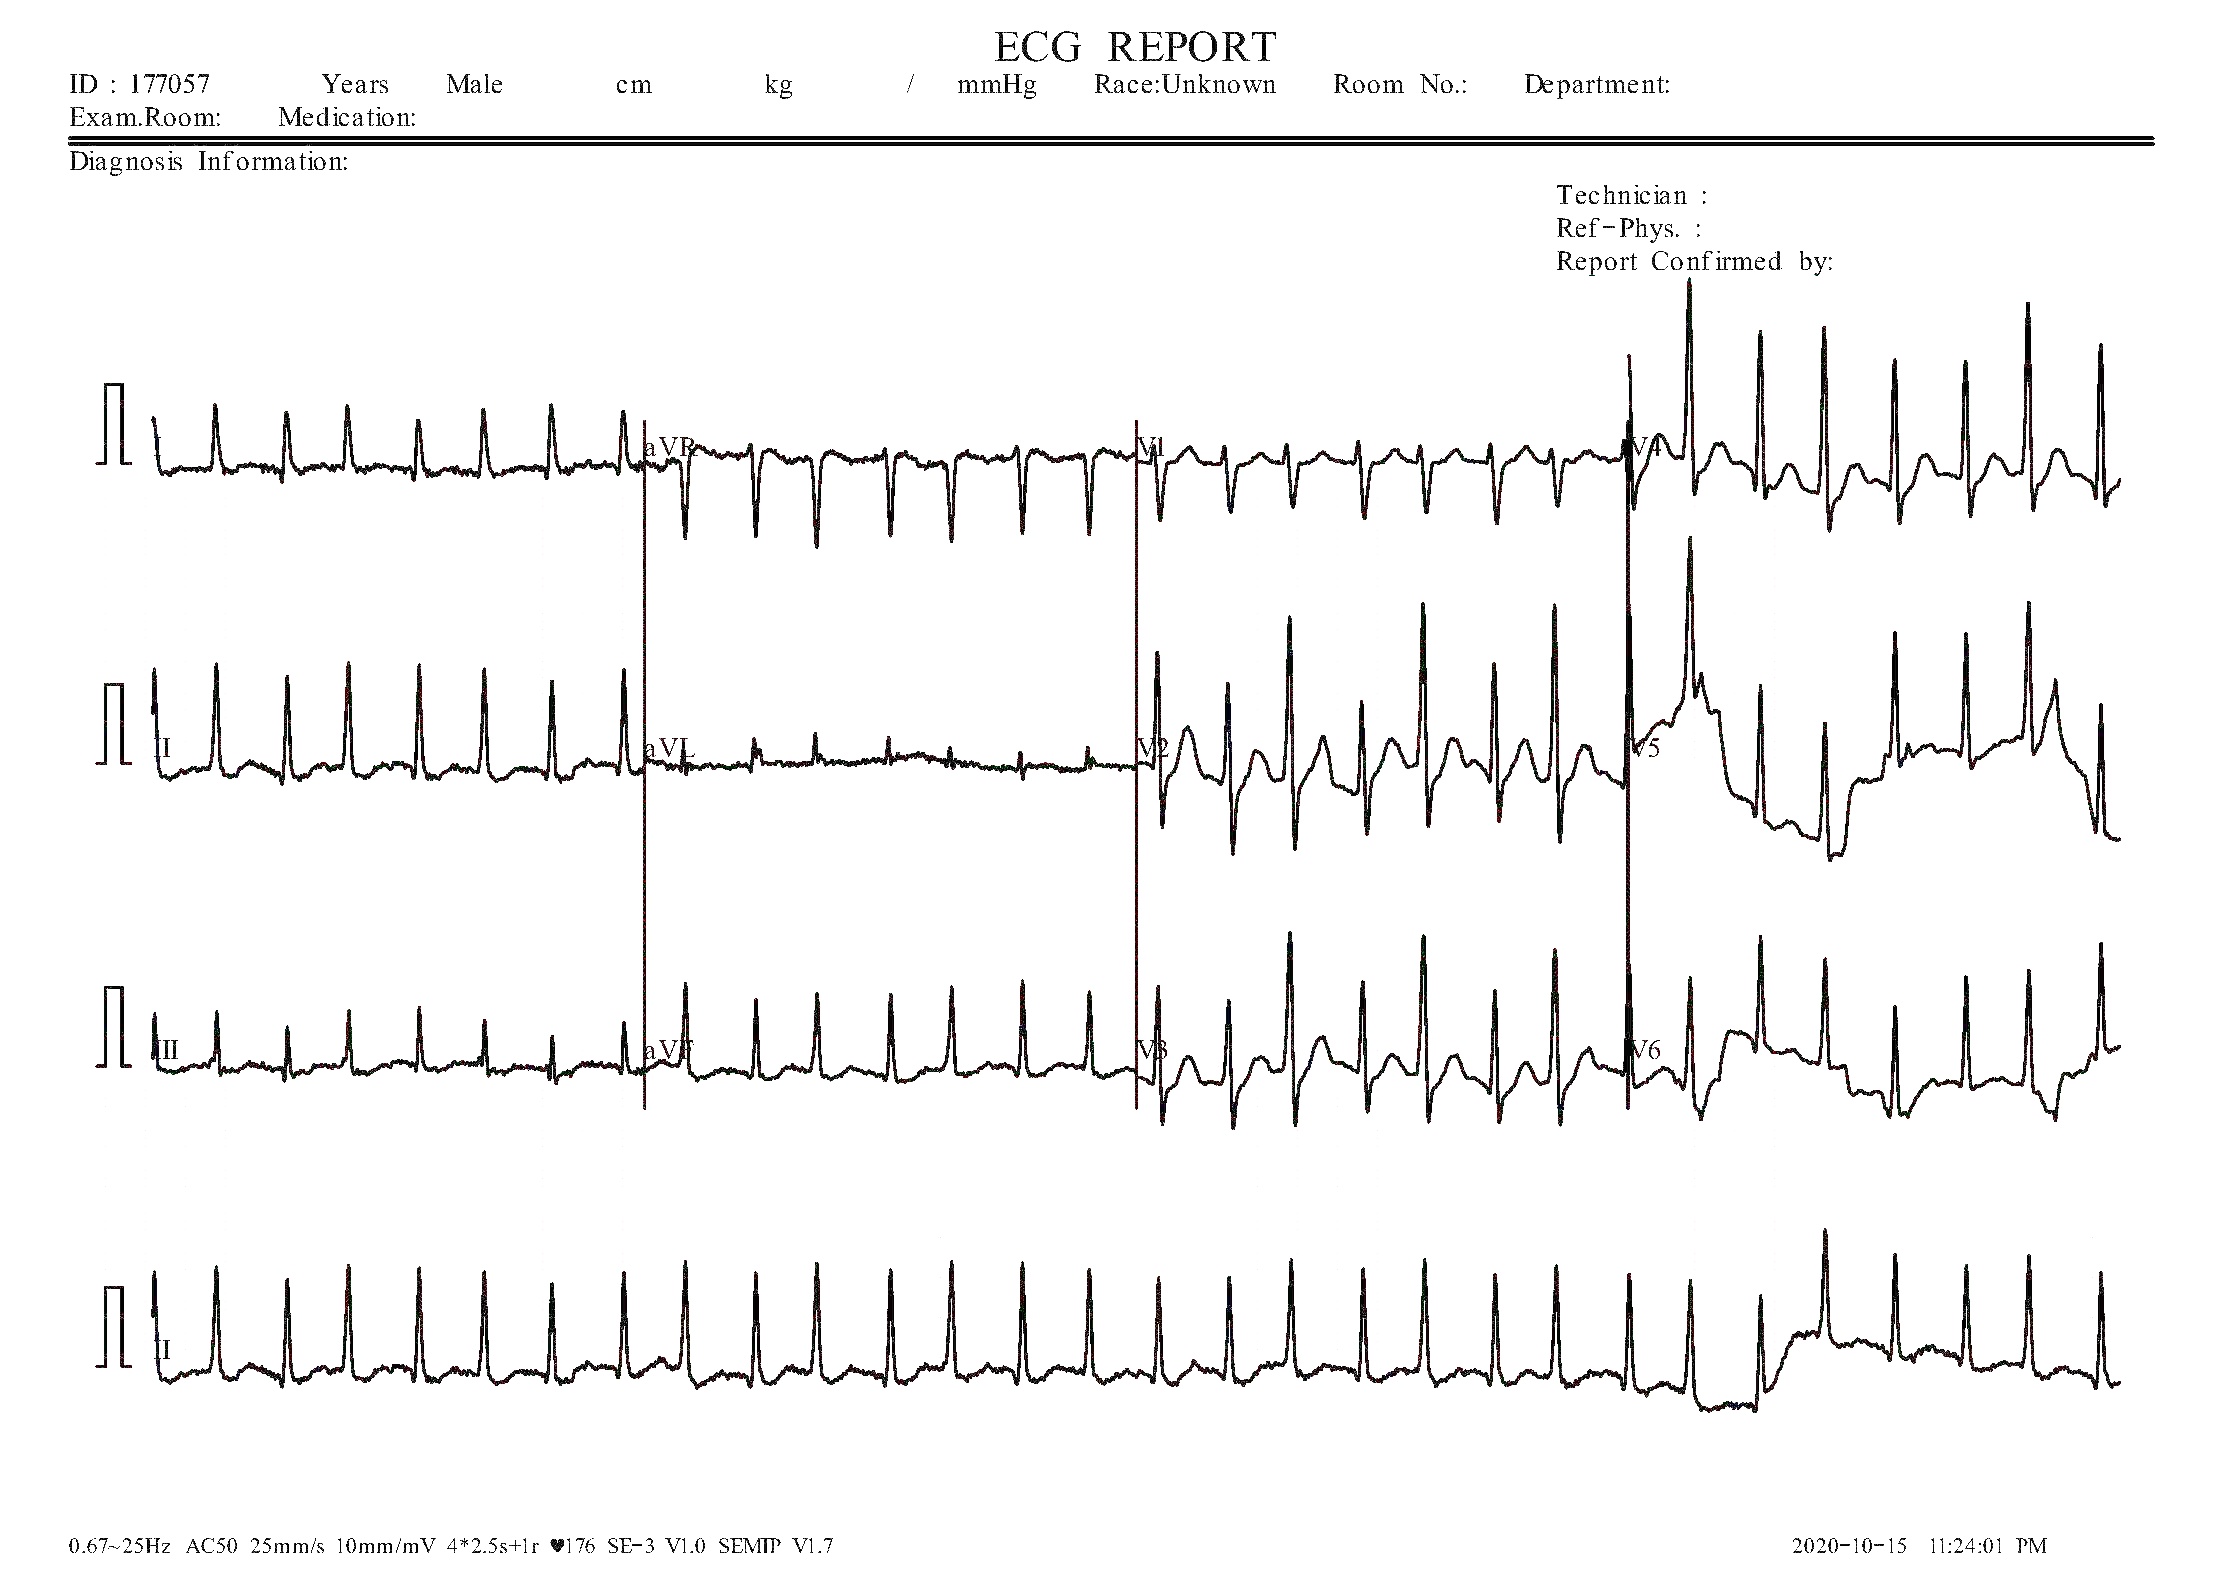 ECG REPORT
ID : 177057 Years Male cm kg / mmHg Race:Unknown Room No.: Department:
Exam.Room: Medication:
Diagnosis Information:
Technician :
Ref-Phys. :
Report Confirmed by:
I aVR V1 V4
II aVL V2 V5
III aVF V3 V6
II
0.67~25Hz AC50 25mm/s 10mm/mV 4*2.5s+1r ♥176 SE-3 V1.0 SEMIP V1.7 2020-10-15 11:24:01 PM